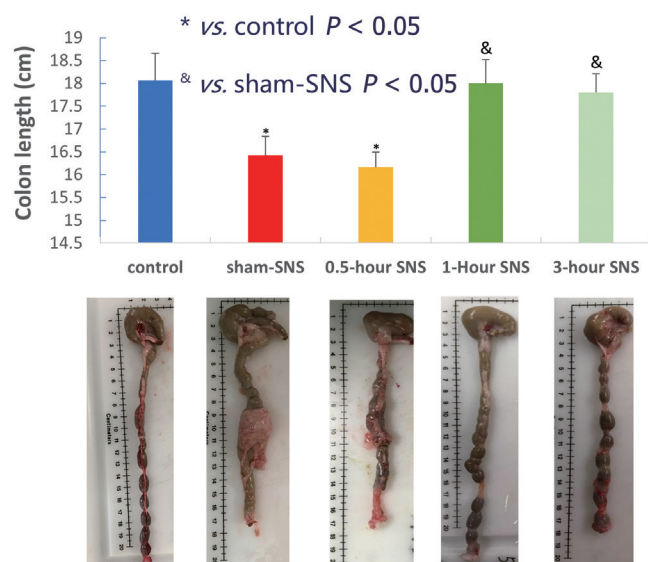 * vs. control P < 0.05
& vs. sham-SNS P < 0.05
Colon length (cm)
19
18.5
18
17.5
17
16.5
16
15.5
15
14.5
*
*
&
&
control
sham-SNS
0.5-hour SNS
1-Hour SNS
3-hour SNS
Centimeters